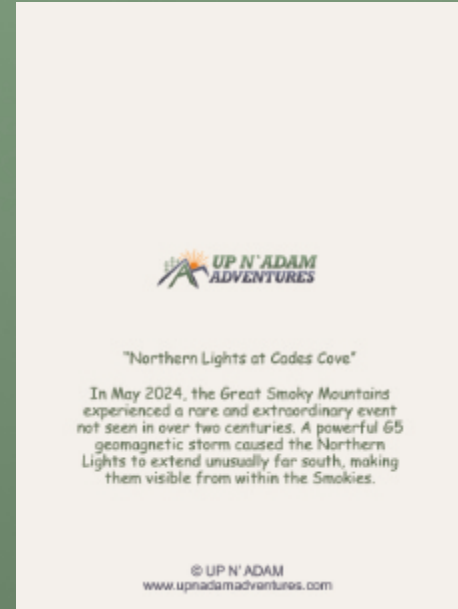 UP N' ADAM
ADVENTURES
"Northern Lights at Cades Cove"
In May 2024, the Great Smoky Mountains
experienced a rare and extraordinary event
not seen in over two centuries. A powerful G5
geomagnetic storm caused the Northern
Lights to extend unusually far south, making
them visible from within the Smokies.
© UP N' ADAM
www.upnadamadventures.com